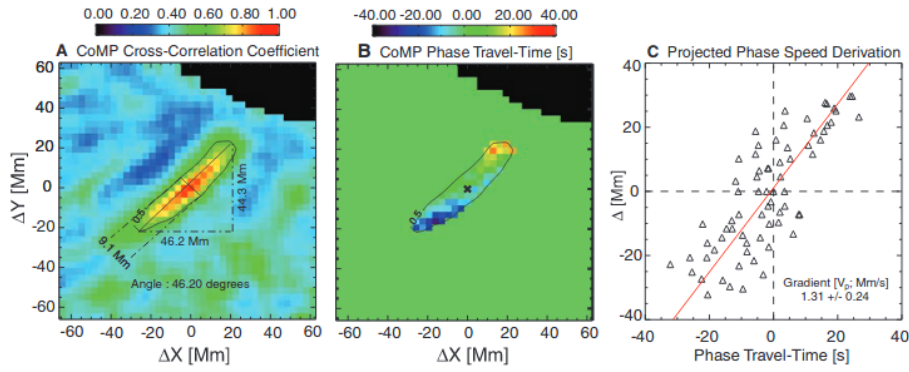 0.00 0.20 0.40 0.60 0.80 1.00
-40.00 -20.00 0.00 20.00 40.00
A CoMP Cross-Correlation Coefficient
B CoMP Phase Travel-Time [s]
C Projected Phase Speed Derivation
60
40
20
0
-20
-40
-60
ΔY [Mm]
0.5
9.1 Mm
46.2 Mm
44.3 Mm
Angle : 46.20 degrees
-60 -40 -20 0 20 40 60
ΔX [Mm]
0.5
-60 -40 -20 0 20 40 60
ΔX [Mm]
40
20
0
-20
-40
Δ [Mm]
Gradient [Vp; Mm/s]
1.31 +/- 0.24
-40 -20 0 20 40
Phase Travel-Time [s]